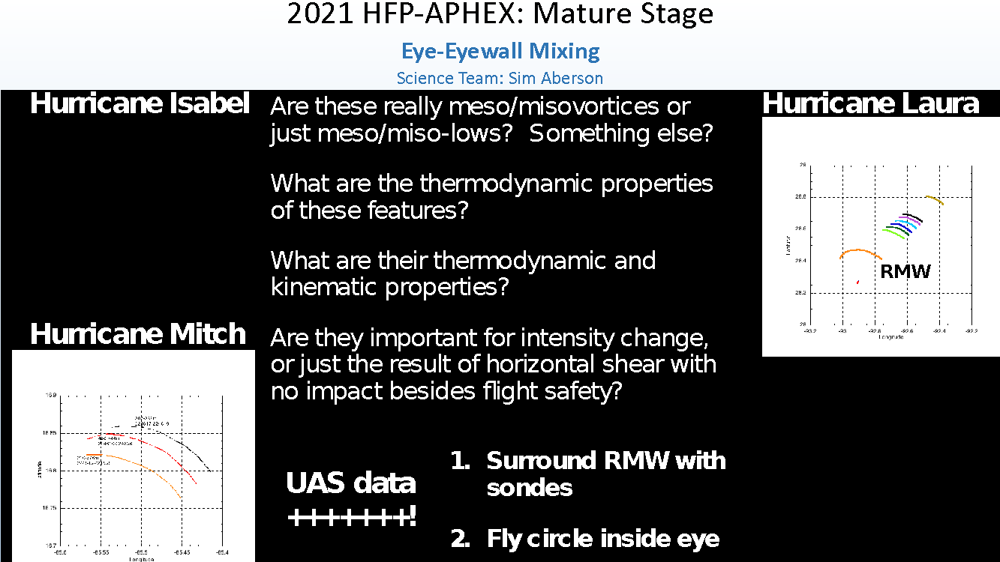 2021 HFP-APHEX: Mature Stage
Eye-Eyewall Mixing
Science Team: Sim Aberson
Hurricane Isabel
Are these really meso/misovortices or
just meso/miso-lows? Something else?
What are the thermodynamic properties
of these features?
What are their thermodynamic and
kinematic properties?
Are they important for intensity change,
or just the result of horizontal shear with
no impact besides flight safety?
Hurricane Laura
29
28.8
28.6
28.4
28.2
28
-93.2 -93 -92.8 -92.6 -92.4 -92.2
Latitude
Longitude
RMW
Hurricane Mitch
16.9
16.85
16.8
16.75
16.7
-85.6 -85.55 -85.5 -85.45 -85.4
Latitude
Longitude
UAS data
+++++++!
1. Surround RMW with
sondes
2. Fly circle inside eye